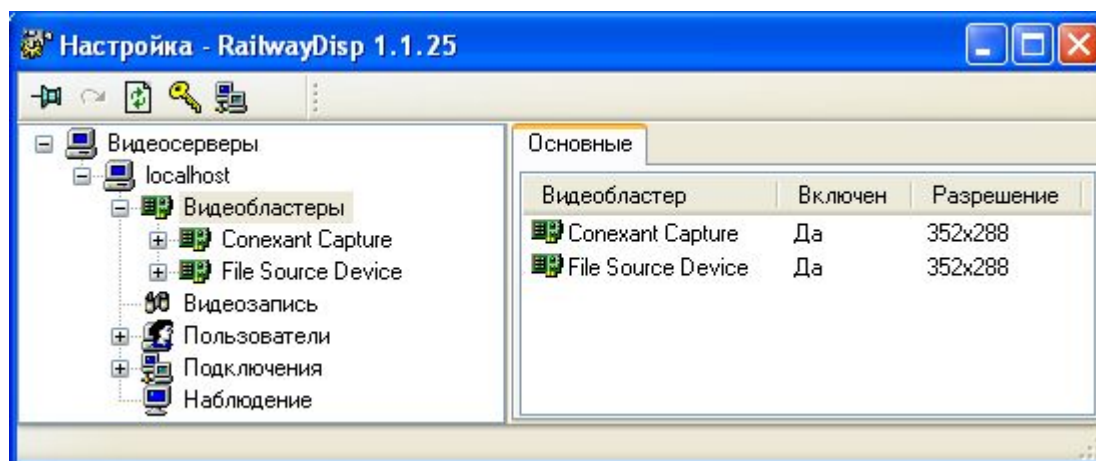 Настройка - RailwayDisp 1.1.25
Видеосерверы
localhost
Видеобластеры
Conexant Capture
File Source Device
Видеозапись
Пользователи
Подключения
Наблюдение
Основные
Видеобластер Включен Разрешение
Conexant Capture Да 352x288
File Source Device Да 352x288